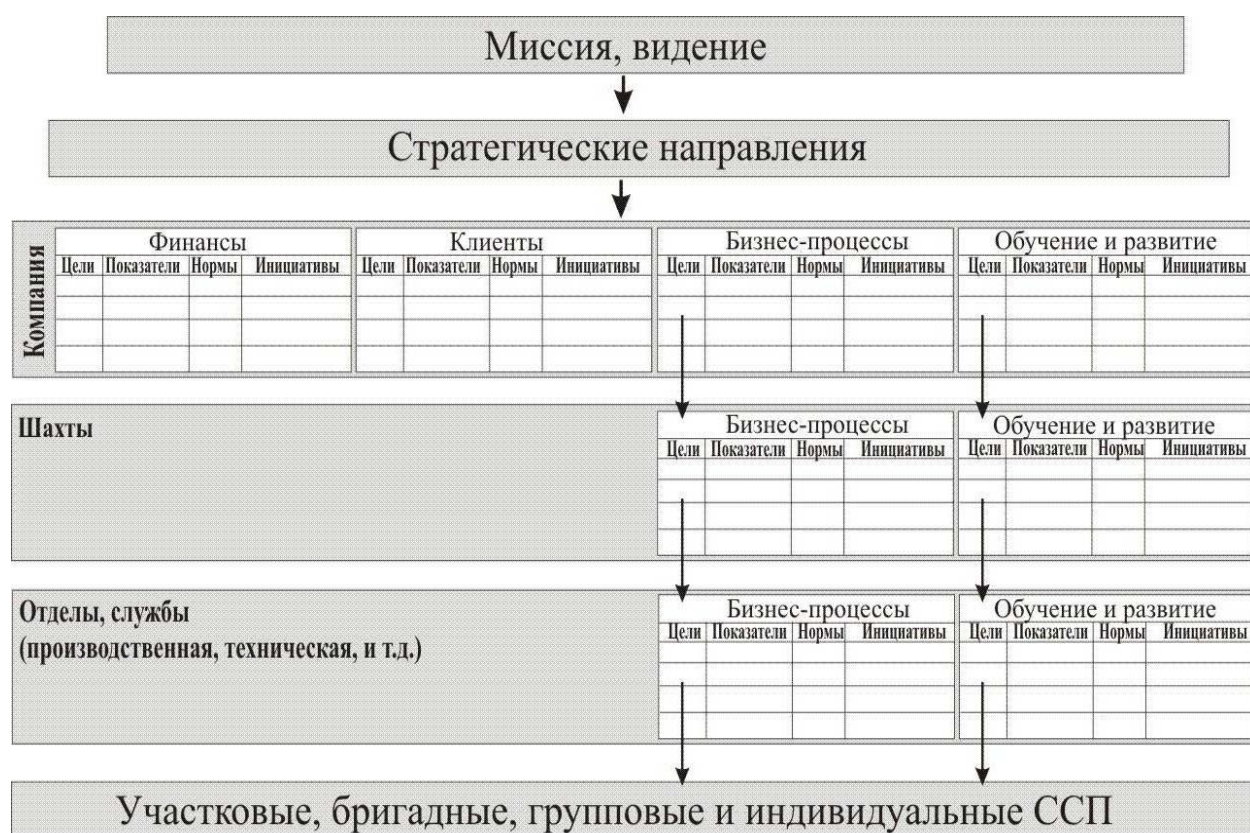 Миссия, видение
Стратегические направления
Компания
Финансы Клиенты Бизнес-процессы Обучение и развитие
Цели Показатели Нормы Инициативы Цели Показатели Нормы Инициативы Цели Показатели Нормы Инициативы Цели Показатели Нормы Инициативы
Шахты
Бизнес-процессы Обучение и развитие
Цели Показатели Нормы Инициативы Цели Показатели Нормы Инициативы
Отделы, службы
(производственная, техническая, и т.д.)
Бизнес-процессы Обучение и развитие
Цели Показатели Нормы Инициативы Цели Показатели Нормы Инициативы
Участковые, бригадные, групповые и индивидуальные ССП